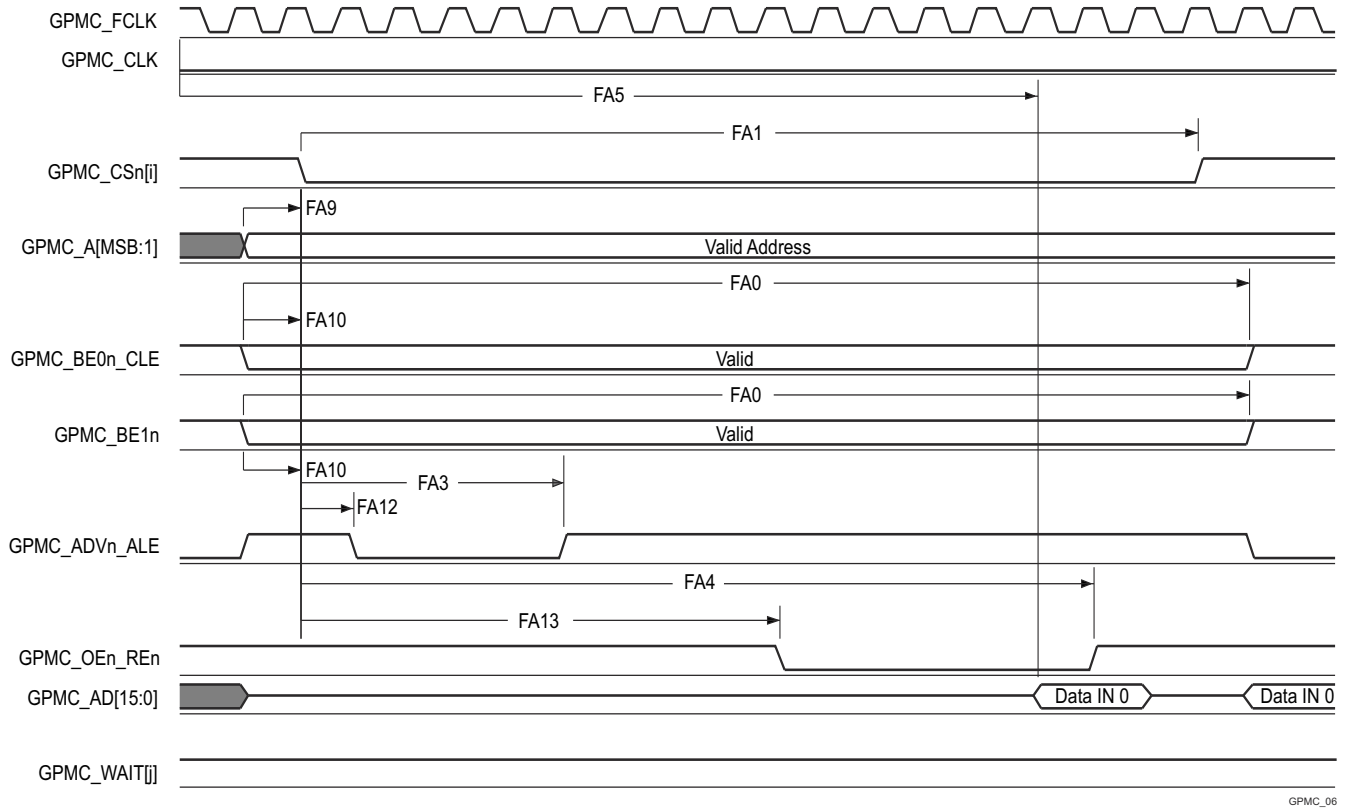 GPMC_FCLK
GPMC_CLK
FA5
FA1
GPMC_CSn[i]
FA9
GPMC_A[MSB:1]
Valid Address
FA0
FA10
GPMC_BE0n_CLE
Valid
FA0
GPMC_BE1n
Valid
FA10
FA3
FA12
GPMC_ADVn_ALE
FA4
FA13
GPMC_OEn_REn
GPMC_AD[15:0]
Data IN 0
Data IN 0
GPMC_WAIT[j]
GPMC_06